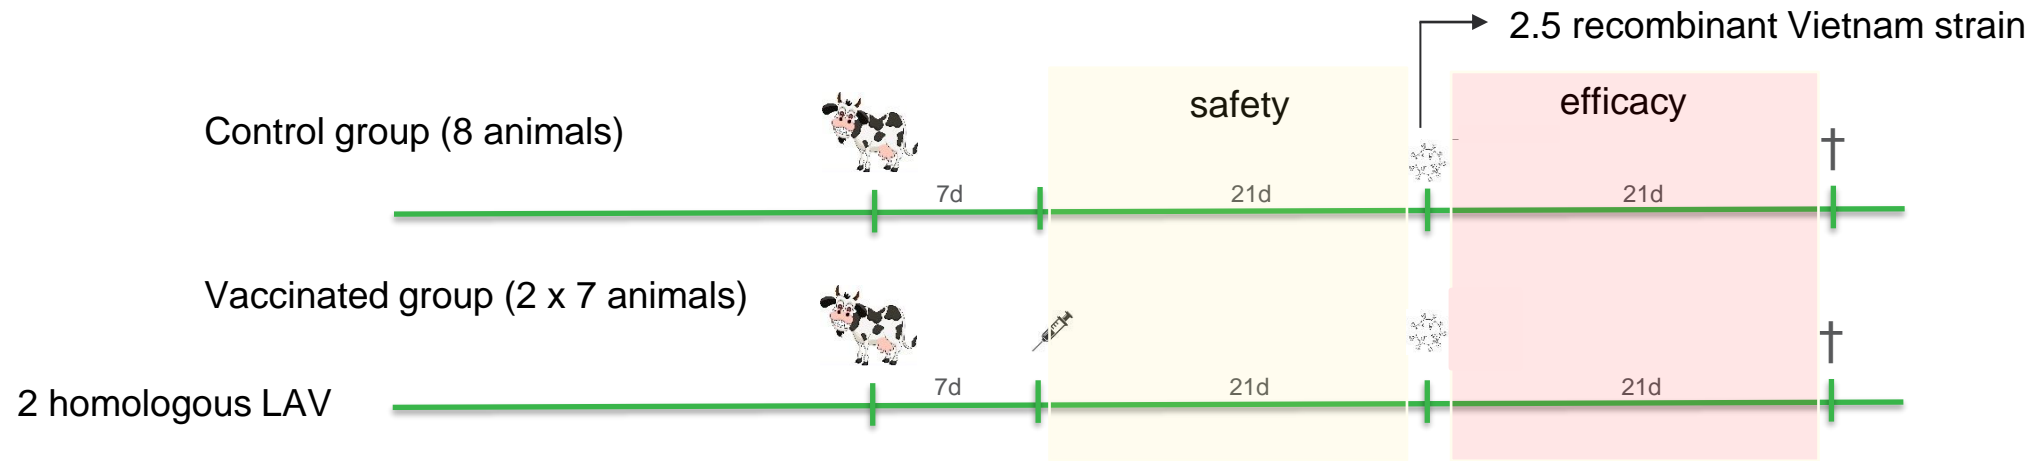 2.5 recombinant Vietnam strain
safety
efficacy
Control group (8 animals)
7d
21d
21d
Vaccinated group (2 x 7 animals)
7d
21d
21d
2 homologous LAV